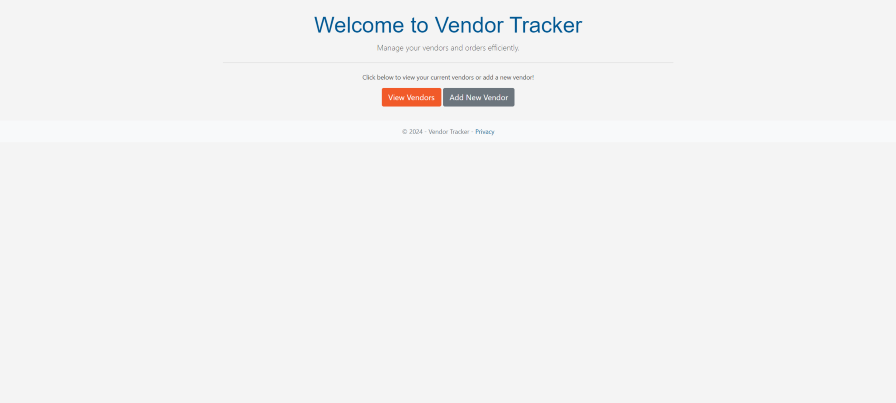 Welcome to Vendor Tracker
Manage your vendors and orders efficiently.
Click below to view your current vendors or add a new vendor!
View Vendors Add New Vendor
© 2024 - Vendor Tracker - Privacy